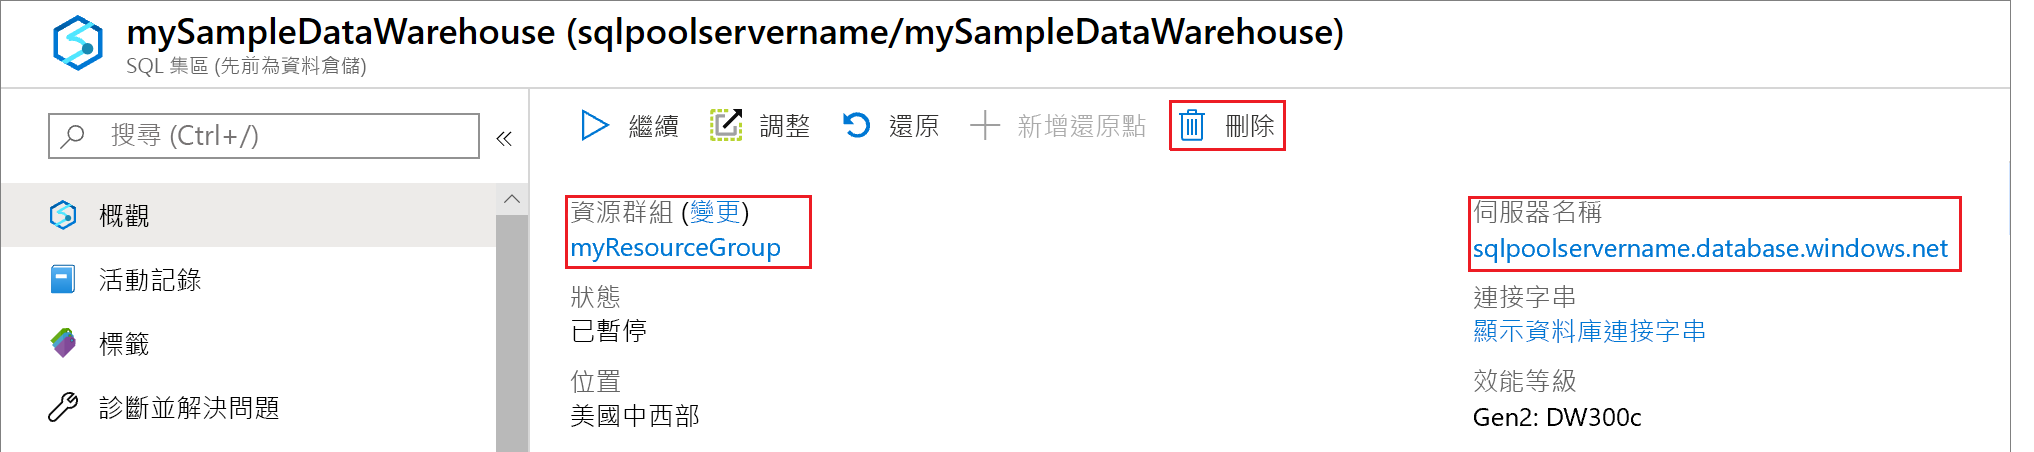 mySampleDataWarehouse (sqlpoolservername/mySampleDataWarehouse)
SQL 集區 (先前為資料倉儲)
搜尋 (Ctrl+/)
«
繼續
調整
還原
新增還原點
刪除
概觀
活動記錄
標籤
診斷並解決問題
資源群組 (變更)
myResourceGroup
狀態
已暫停
位置
美國中西部
伺服器名稱
sqlpoolservername.database.windows.net
連接字串
顯示資料庫連接字串
效能等級
Gen2: DW300c